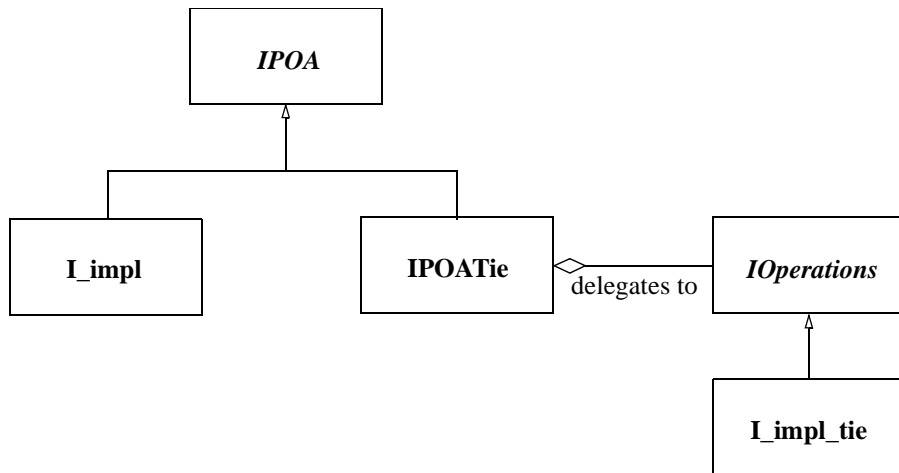 IPOA
I_impl
IPOATie
delegates to
IOperations
I_impl_tie